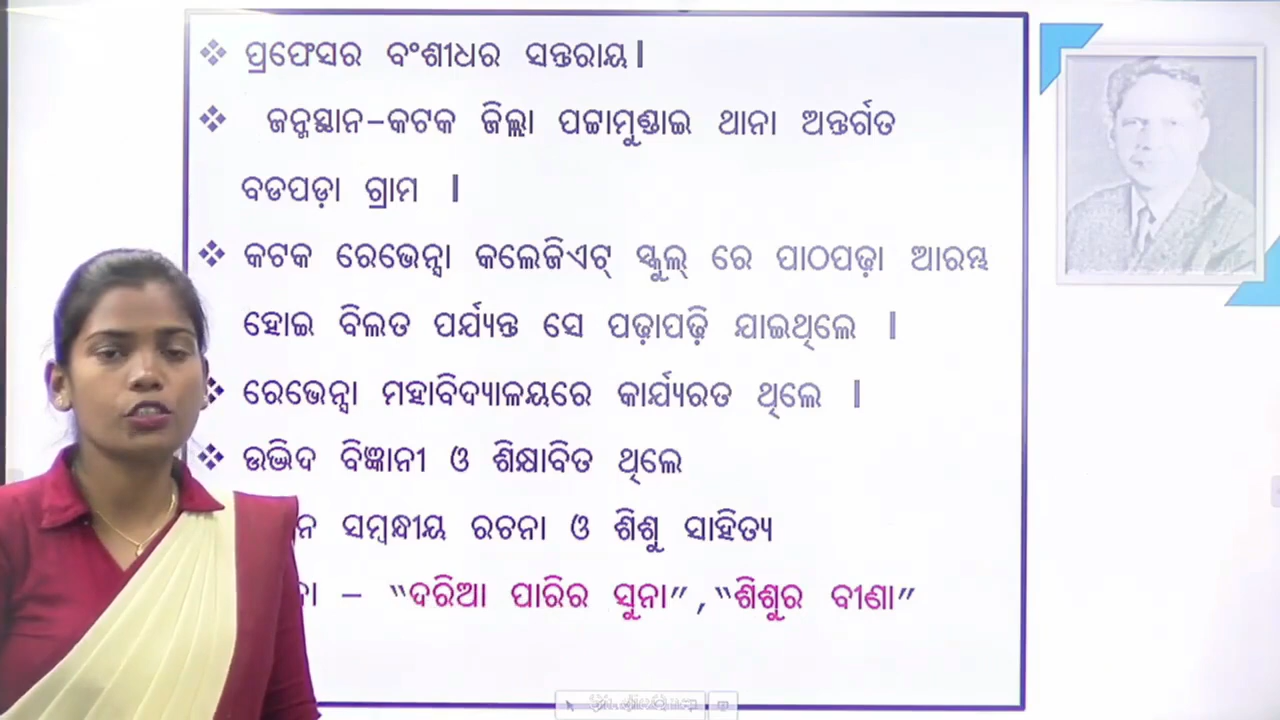 ପ୍ରଫେସର ବଂଶୀଧର ସନ୍ତରାୟ।
ଜନ୍ମସ୍ଥାନ–କଟକ ଜିଲ୍ଲା ପଟ୍ଟାମୁଣ୍ଡାଇ ଥାନା ଅନ୍ତର୍ଗତ
ବଡପଡ଼ା ଗ୍ରାମ ।
କଟକ ରେଭେନ୍ସା କଲେଜିଏଟ୍ ସ୍କୁଲ୍ ରେ ପାଠପଢ଼ା ଆରମ୍ଭ
ହୋଇ ବିଲତ ପର୍ଯ୍ୟନ୍ତ ସେ ପଢ଼ାପଢ଼ି ଯାଇଥିଲେ ।
ରେଭେନ୍ସା ମହାବିଦ୍ୟାଳୟରେ କାର୍ଯ୍ୟରତ ଥିଲେ ।
ଉଦ୍ଭିଦ ବିଜ୍ଞାନୀ ଓ ଶିକ୍ଷାବିତ ଥିଲେ
ସମ୍ବନ୍ଧୀୟ ରଚନା ଓ ଶିଶୁ ସାହିତ୍ୟ
– “ଦରିଆ ପାରିର ସୁନା”,“ଶିଶୁର ବୀଣା”